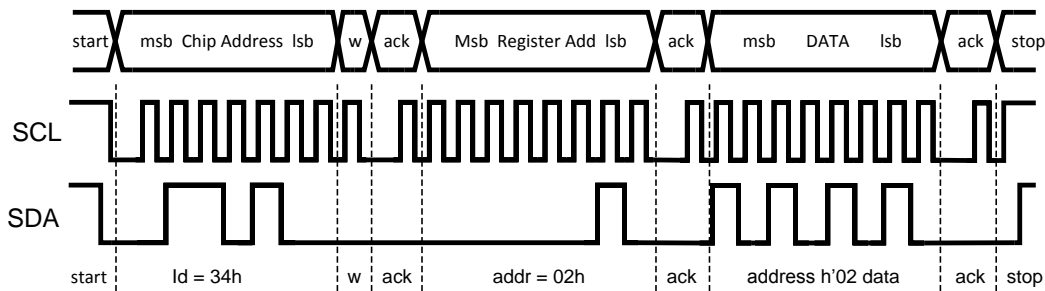 start msb Chip Address lsb w ack Msb Register Add lsb ack msb DATA lsb ack stop
SCL
SDA
start Id = 34h w ack addr = 02h ack address h'02 data ack stop